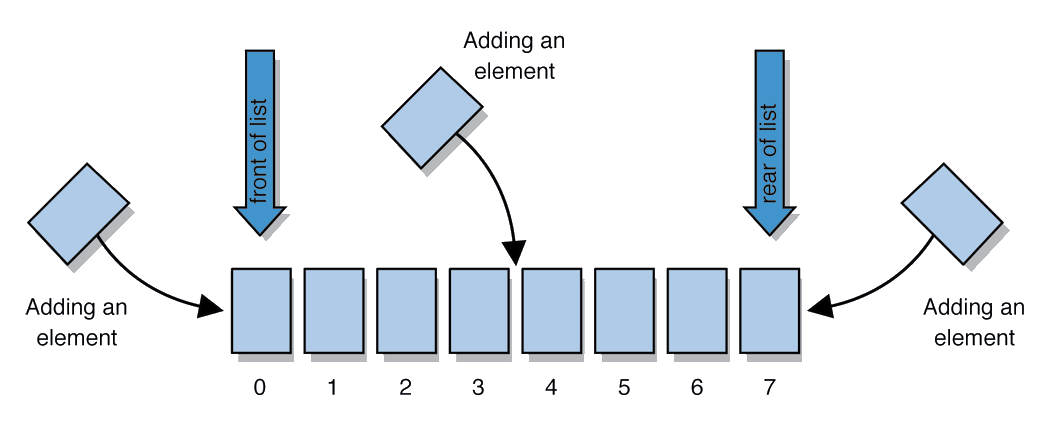 Adding an
element
front of list
rear of list
Adding an
element
Adding an
element
0 1 2 3 4 5 6 7